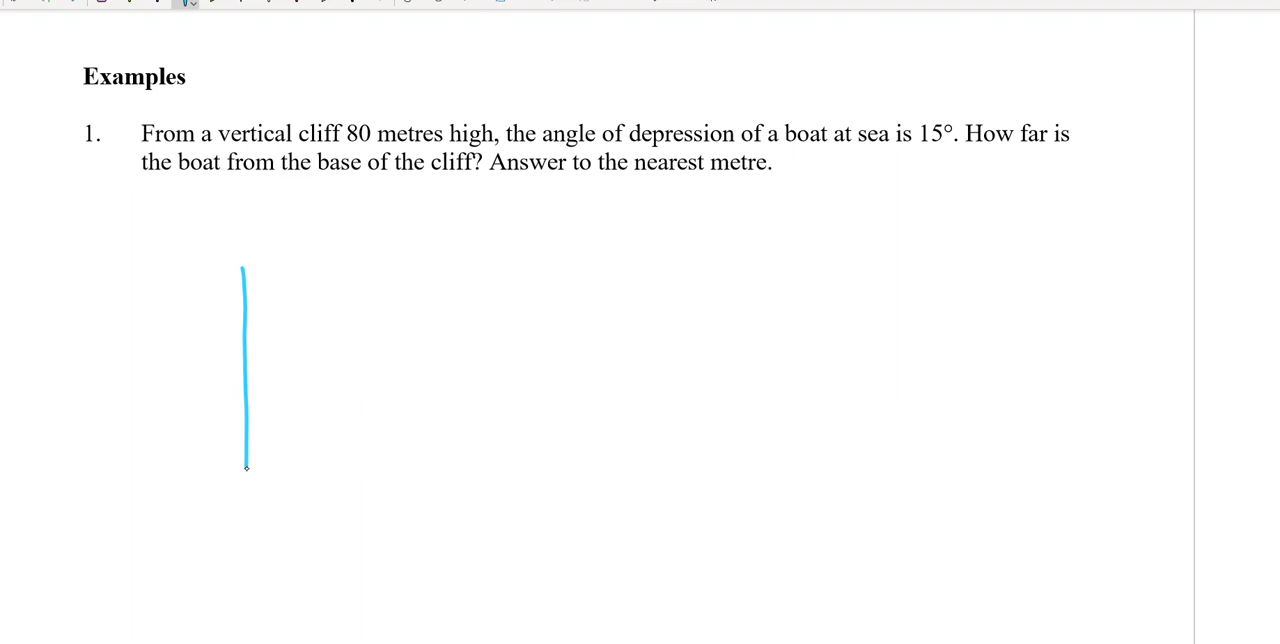 Examples
1. From a vertical cliff 80 metres high, the angle of depression of a boat at sea is 15°. How far is
the boat from the base of the cliff? Answer to the nearest metre.